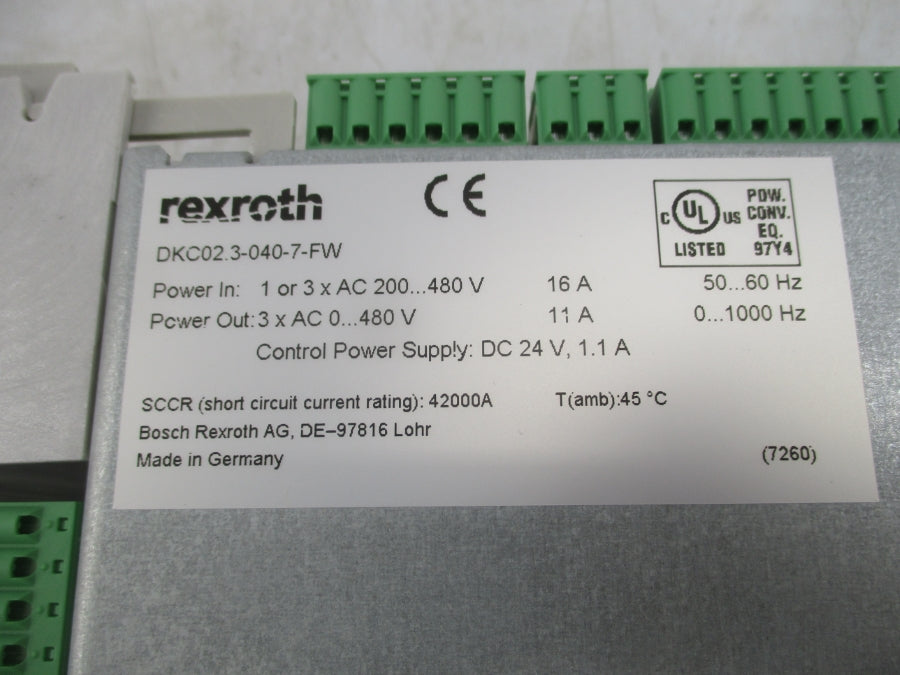 rexroth
CE
C UL US
LISTED
POW.
CONV.
EQ.
97Y4
DKC02.3-040-7-FW
Power In: 1 or 3 x AC 200...480 V 16 A 50...60 Hz
Power Out: 3 x AC 0...480 V 11 A 0...1000 Hz
Control Power Supply: DC 24 V, 1.1 A
SCCR (short circuit current rating): 42000A T(amb):45 °C
Bosch Rexroth AG, DE–97816 Lohr
Made in Germany (7260)